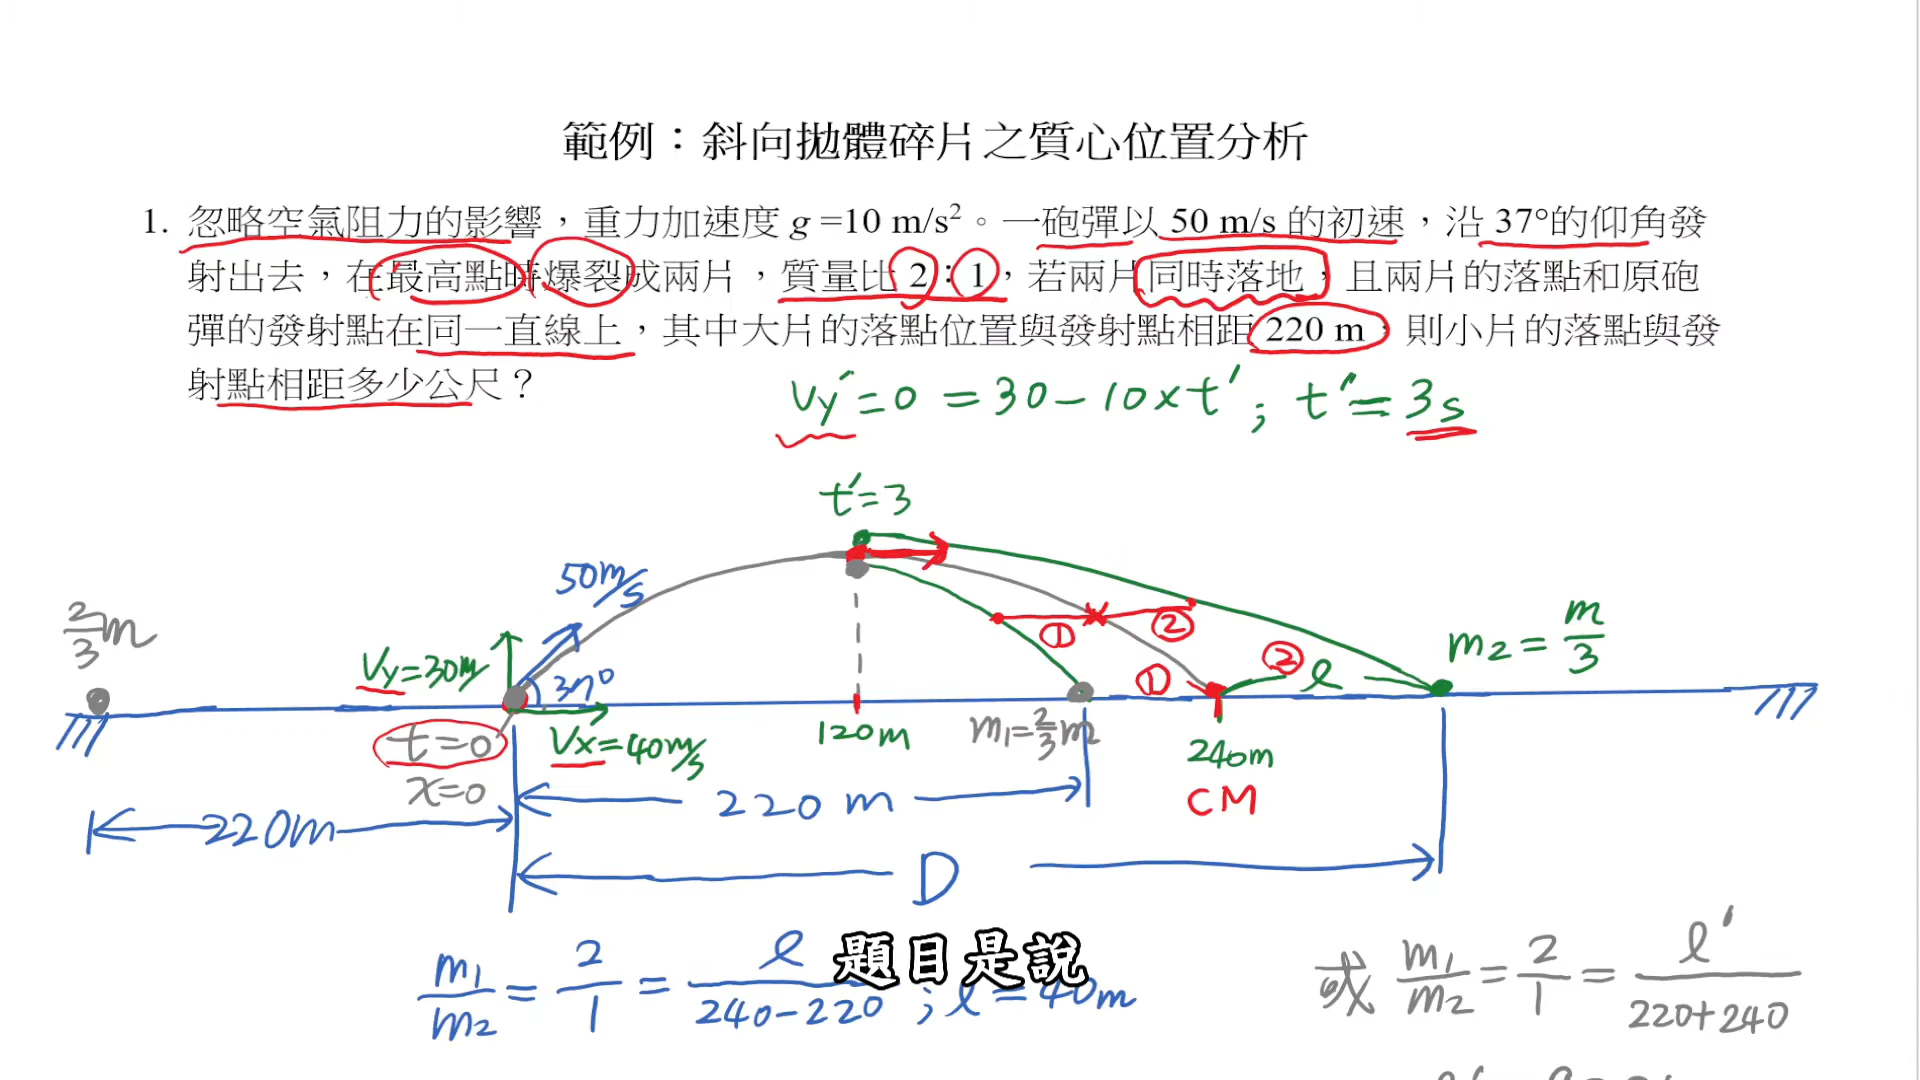 範例：斜向拋體碎片之質心位置分析
1. 忽略空氣阻力的影響，重力加速度 g =10 m/s²。一砲彈以 50 m/s 的初速，沿 37°的仰角發
射出去，在最高點時爆裂成兩片，質量比 2：1，若兩片同時落地，且兩片的落點和原砲
彈的發射點在同一直線上，其中大片的落點位置與發射點相距 220 m，則小片的落點與發
射點相距多少公尺？
Vy' = 0 = 30 - 10 x t' ; t' = 3s
t' = 3
50m/s
2/3 m
Vy = 30m/s
37°
① ②
① ② ℓ
m2 = m/3
t=0
Vx = 40m/s
120m
m1 = 2/3 m
240m
x=0
CM
220m
220 m
D
m1/m2 = 2/1 = ℓ/(240-220) ; ℓ = 40m
題目是說
或 m1/m2 = 2/1 = ℓ'/(220+240)